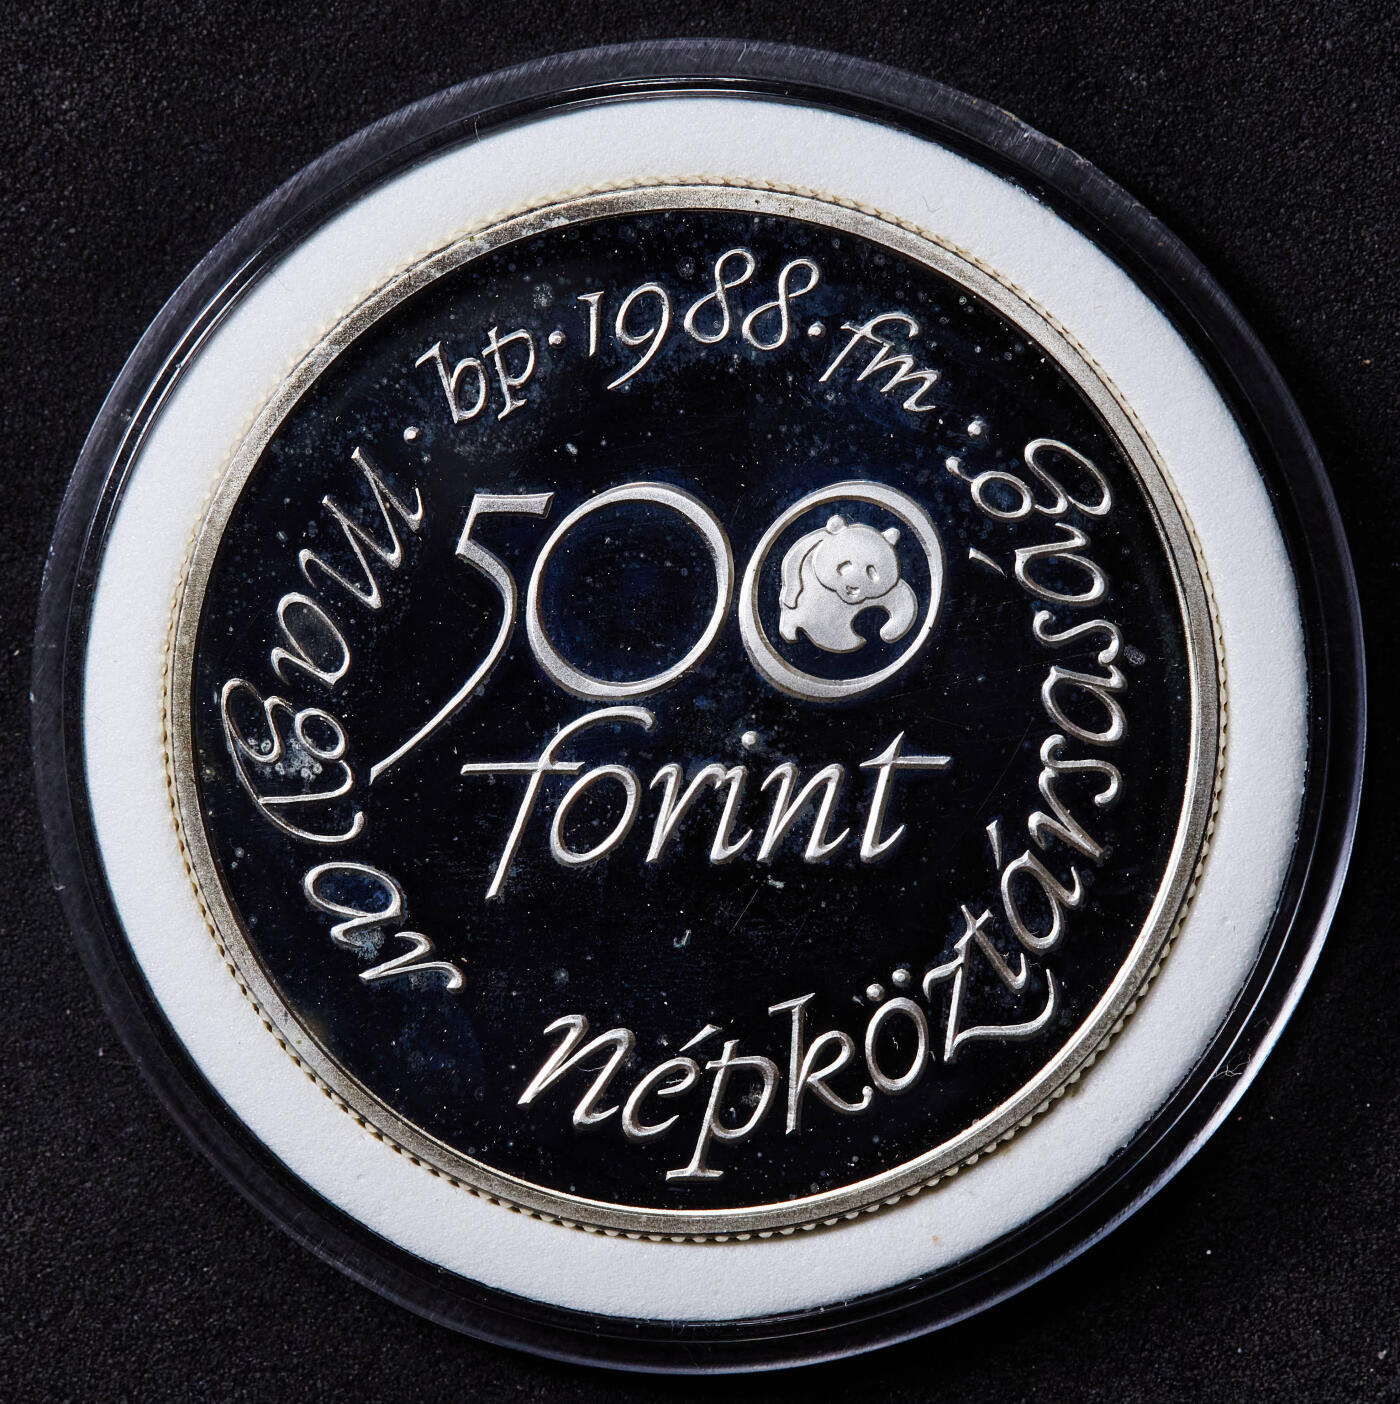 magyar népköztársaság · fm · 1988 · bp ·
500
forint